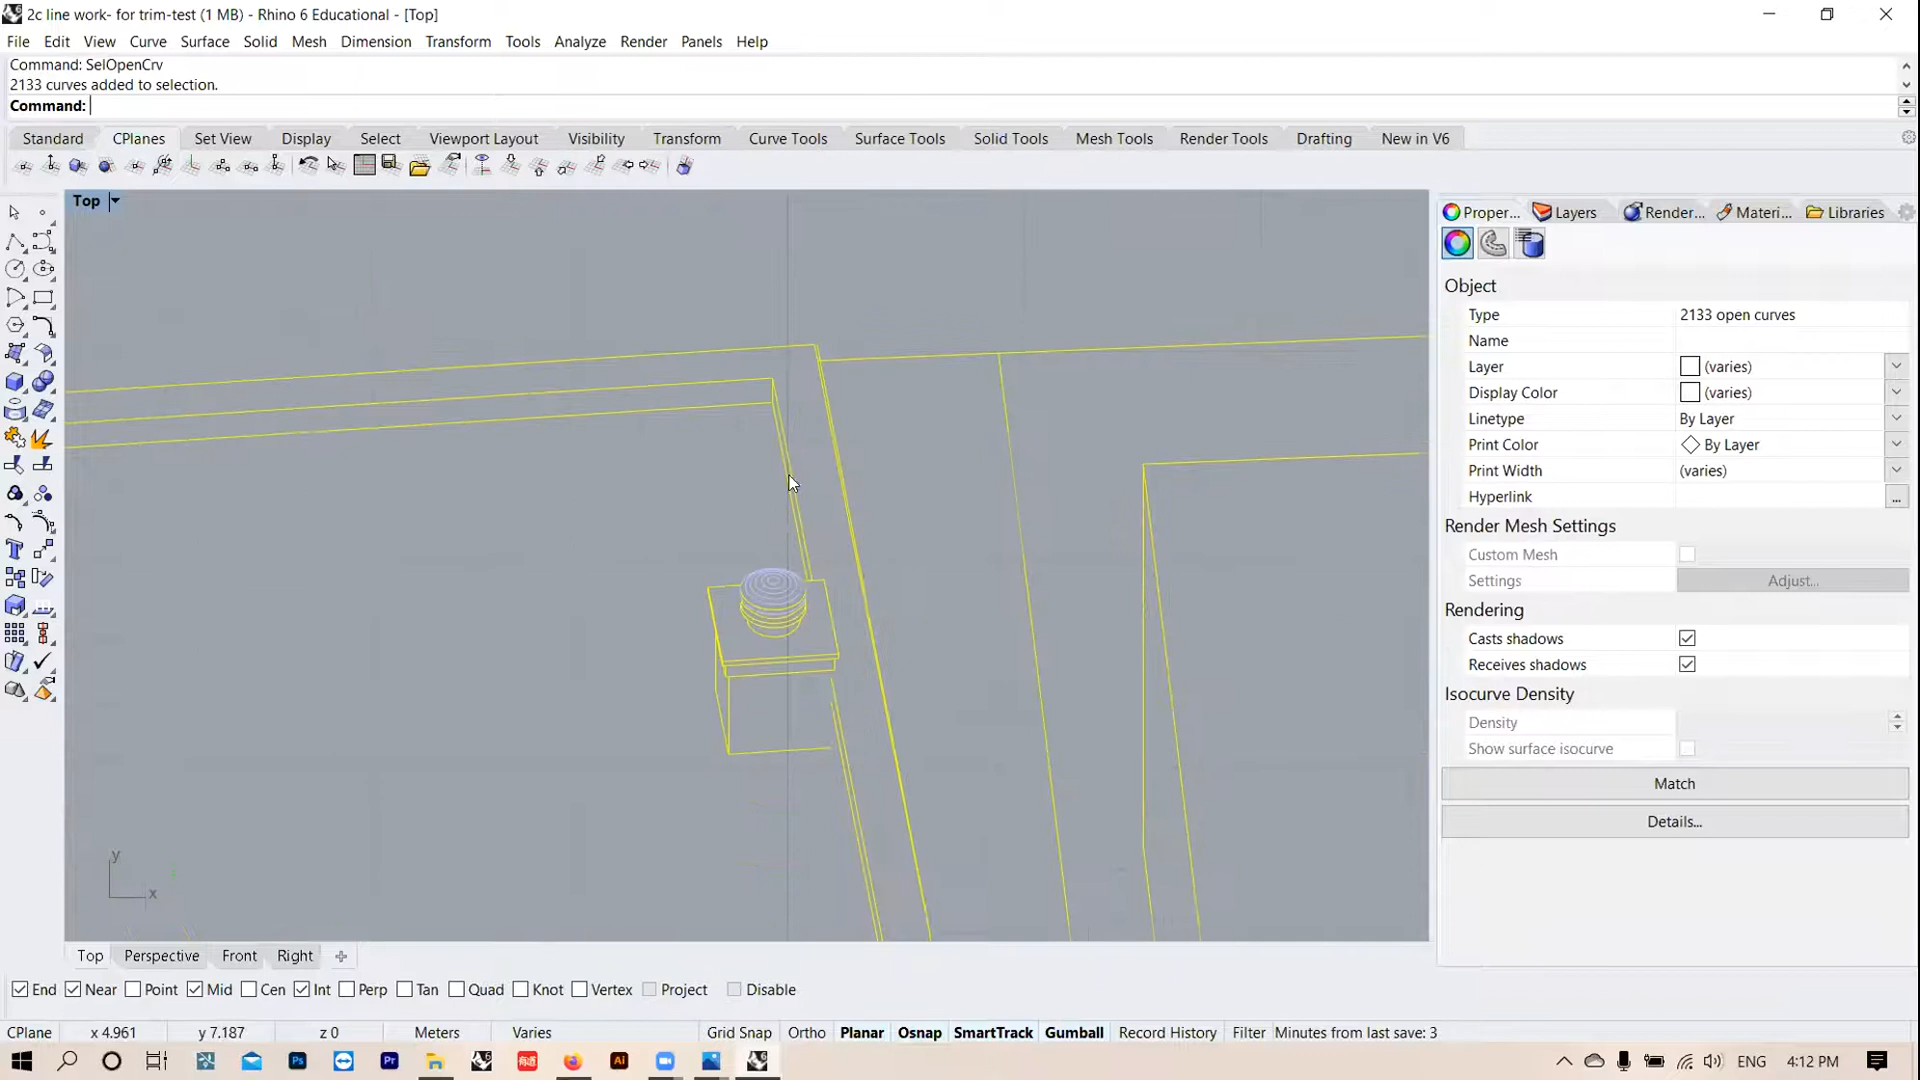 2c line work- for trim-test (1 MB) - Rhino 6 Educational - [Top]
File Edit View Curve Surface Solid Mesh Dimension Transform Tools Analyze Render Panels Help
Command: SelOpenCrv
2133 curves added to selection.
Command:
Standard CPlanes Set View Display Select Viewport Layout Visibility Transform Curve Tools Surface Tools Solid Tools Mesh Tools Render Tools Drafting New in V6
Top
Proper... Layers Render... Materi... Libraries
Object
Type 2133 open curves
Name
Layer (varies)
Display Color (varies)
Linetype By Layer
Print Color By Layer
Print Width (varies)
Hyperlink ...
Render Mesh Settings
Custom Mesh
Settings Adjust...
Rendering
Casts shadows
Receives shadows
Isocurve Density
Density
Show surface isocurve
Match
Details...
y
x
Top Perspective Front Right
End Near Point Mid Cen Int Perp Tan Quad Knot Vertex Project Disable
CPlane x 4.961 y 7.187 z 0 Meters Varies Grid Snap Ortho Planar Osnap SmartTrack Gumball Record History Filter Minutes from last save: 3
Ps Pr Ai ENG 4:12 PM